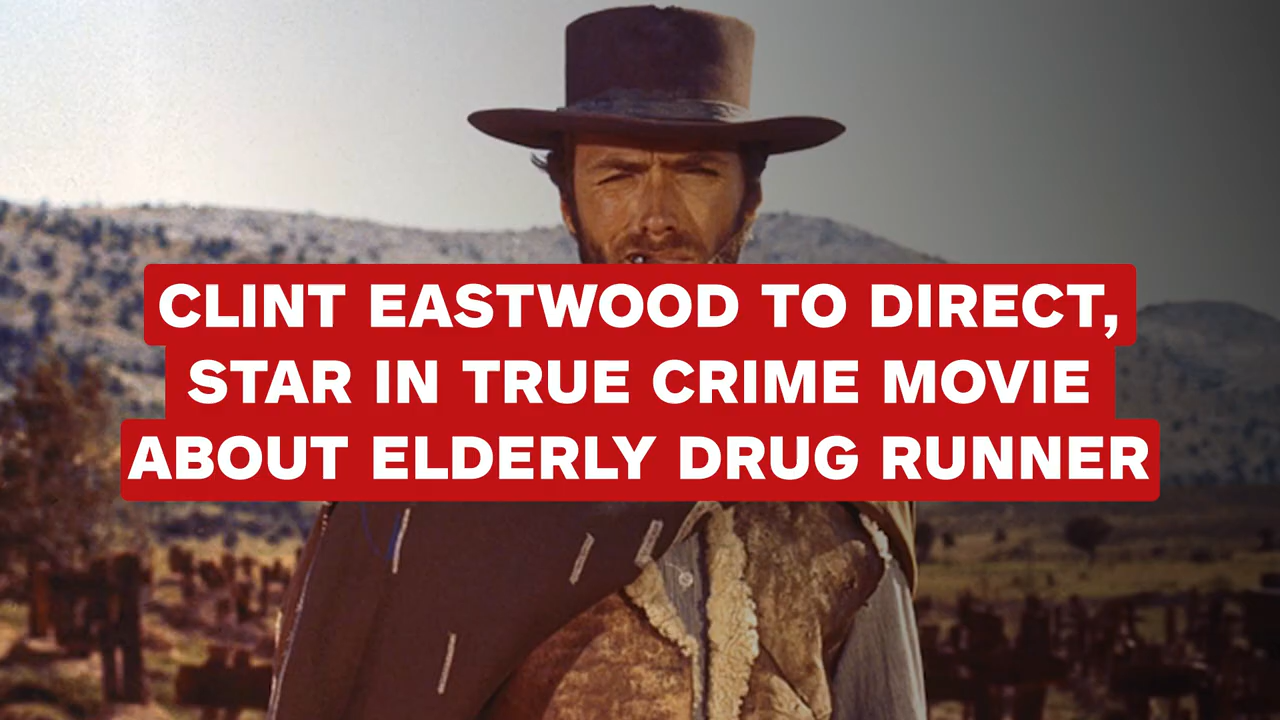 CLINT EASTWOOD TO DIRECT,
STAR IN TRUE CRIME MOVIE
ABOUT ELDERLY DRUG RUNNER